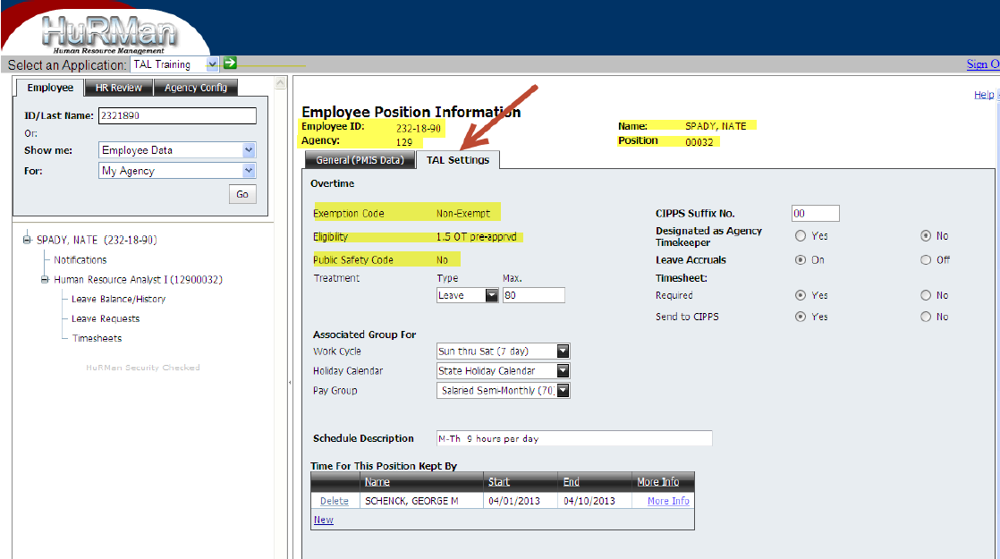 HuRMan
Human Resource Management
Select an Application: TAL Training
Sign O
Employee HR Review Agency Config
ID/Last Name: 2321890
Or:
Show me: Employee Data
For: My Agency
Go
SPADY, NATE (232-18-90)
Notifications
Human Resource Analyst I (12900032)
Leave Balance/History
Leave Requests
Timesheets
HuRMan Security Checked
Help
Employee Position Information
Employee ID: 232-18-90 Name: SPADY, NATE
Agency: 129 Position 00032
General (PMIS Data) TAL Settings
Overtime
Exemption Code Non-Exempt
Eligibility 1.5 OT pre-apprvd
Public Safety Code No
Treatment Type Max.
Leave 80
CIPPS Suffix No. 00
Designated as Agency
Timekeeper Yes No
Leave Accruals On Off
Timesheet:
Required Yes No
Send to CIPPS Yes No
Associated Group For
Work Cycle Sun thru Sat (7 day)
Holiday Calendar State Holiday Calendar
Pay Group Salaried Semi-Monthly (70)
Schedule Description M-Th 9 hours per day
Time For This Position Kept By
Name Start End More Info
Delete SCHENCK, GEORGE M 04/01/2013 04/10/2013 More Info
New